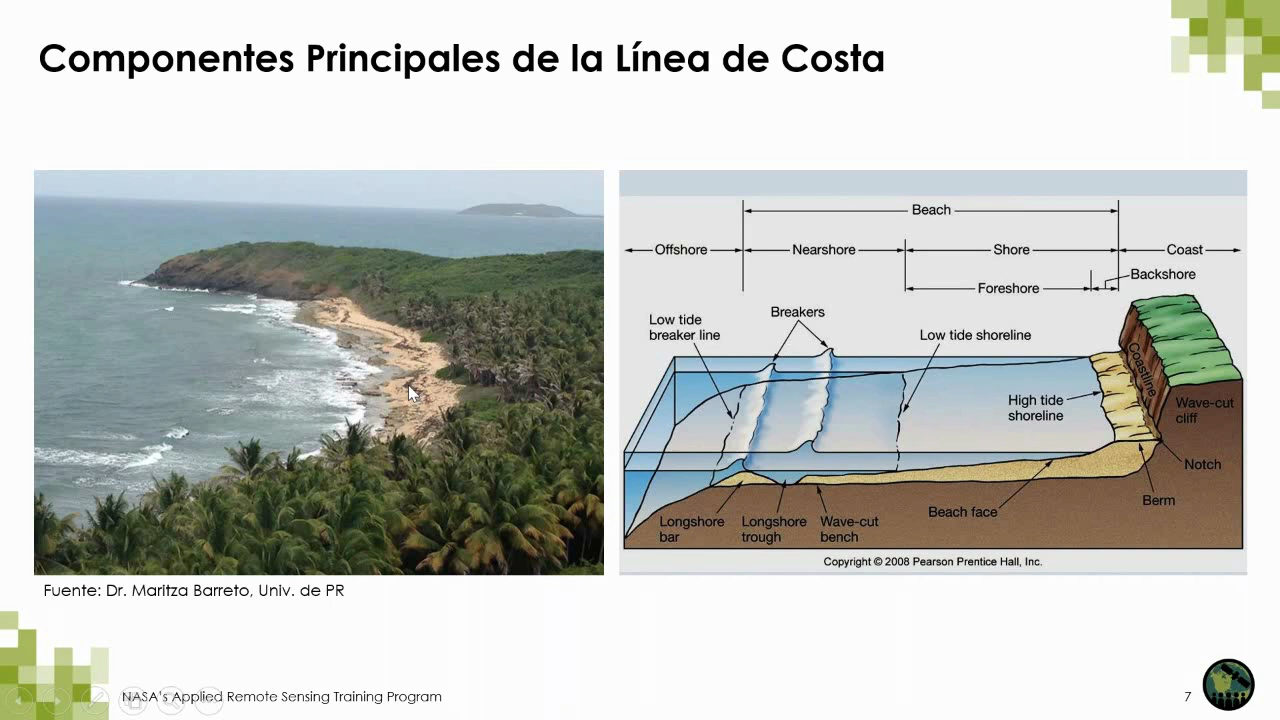 Componentes Principales de la Línea de Costa
Beach
Offshore
Nearshore
Shore
Coast
Backshore
Foreshore
Breakers
Low tide
breaker line
Low tide shoreline
High tide
shoreline
Coastline
Wave-cut
cliff
Notch
Berm
Beach face
Longshore
bar
Longshore
trough
Wave-cut
bench
Copyright © 2008 Pearson Prentice Hall, Inc.
Fuente: Dr. Maritza Barreto, Univ. de PR
NASA's Applied Remote Sensing Training Program
7